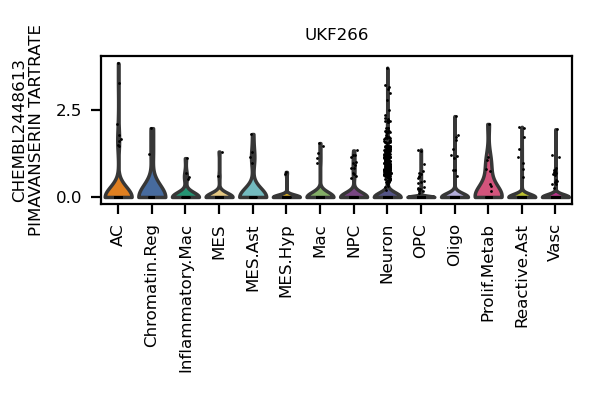 UKF266
CHEMBL2448613
PIMAVANSERIN TARTRATE
2.5
0.0
AC
Chromatin.Reg
Inflammatory.Mac
MES
MES.Ast
MES.Hyp
Mac
NPC
Neuron
OPC
Oligo
Prolif.Metab
Reactive.Ast
Vasc